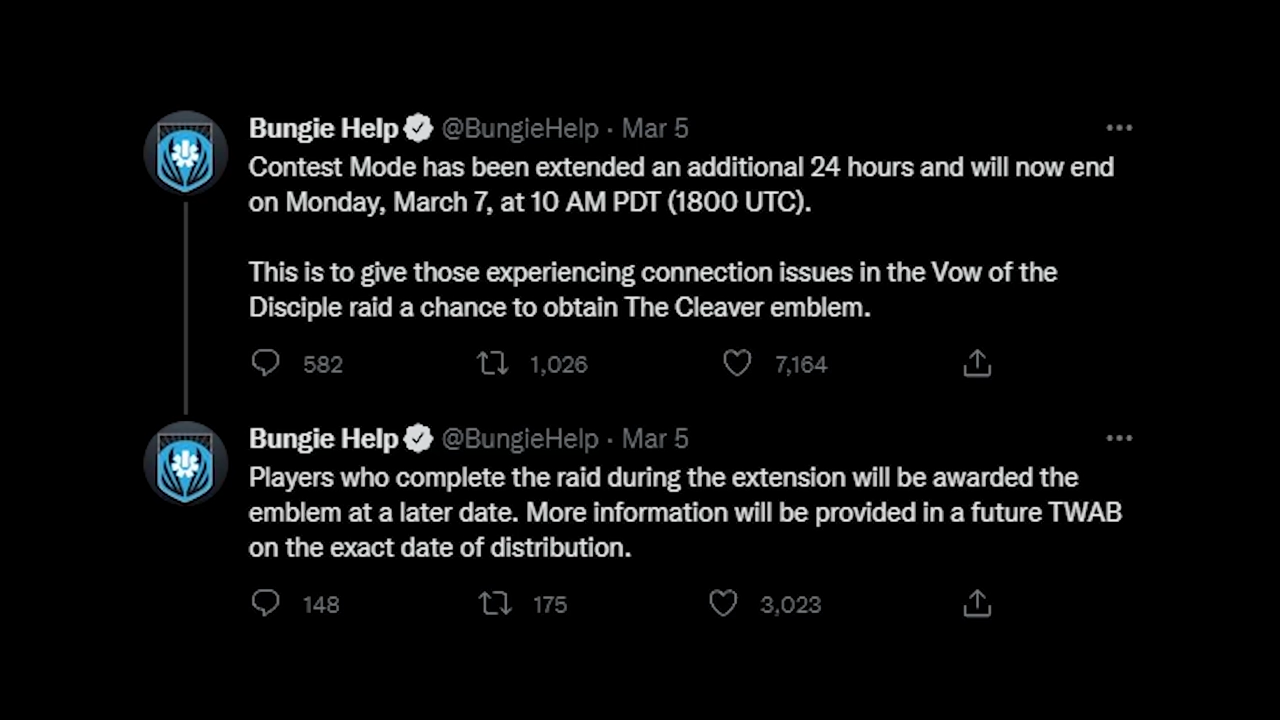 Bungie Help @BungieHelp · Mar 5
Contest Mode has been extended an additional 24 hours and will now end
on Monday, March 7, at 10 AM PDT (1800 UTC).
This is to give those experiencing connection issues in the Vow of the
Disciple raid a chance to obtain The Cleaver emblem.
582 1,026 7,164
Bungie Help @BungieHelp · Mar 5
Players who complete the raid during the extension will be awarded the
emblem at a later date. More information will be provided in a future TWAB
on the exact date of distribution.
148 175 3,023